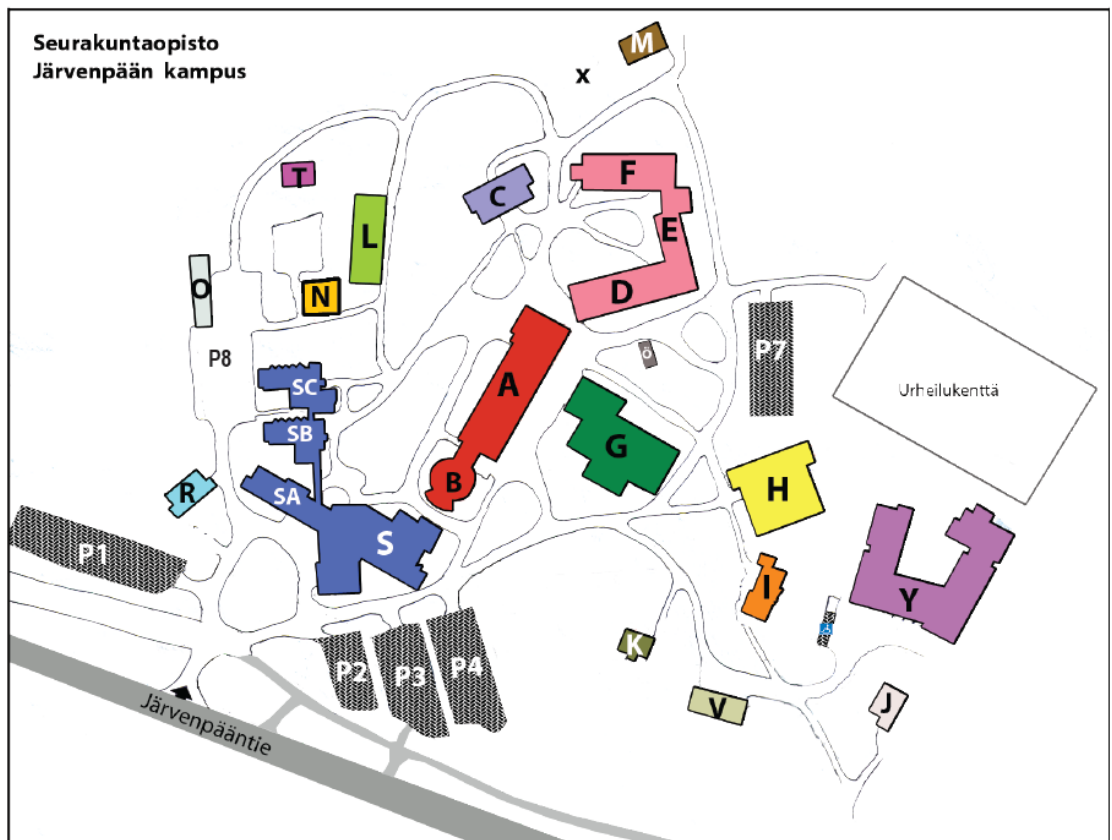 Seurakuntaopisto
Järvenpään kampus
M
x
T
C
F
L
E
O
N
D
P8
Ö
P7
Urheilukenttä
SC
A
SB
G
B
H
R
SA
S
P1
I
Y
K
P2
P3
P4
V
J
Järvenpääntie